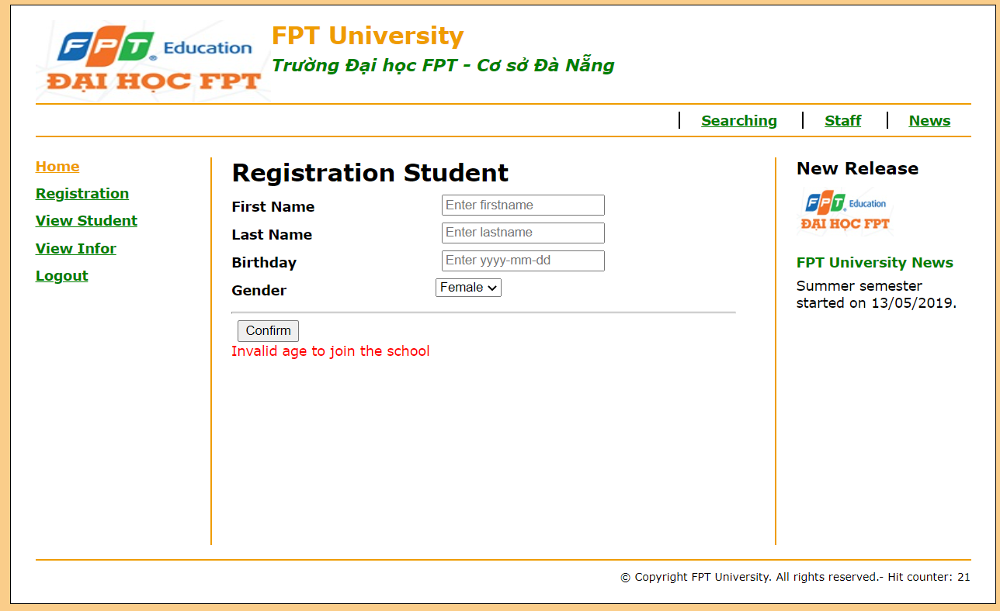 FPT Education
ĐẠI HỌC FPT
FPT University
Trường Đại học FPT - Cơ sở Đà Nẵng
Searching
Staff
News
Home
Registration
View Student
View Infor
Logout
Registration Student
First Name
Enter firstname
Last Name
Enter lastname
Birthday
Enter yyyy-mm-dd
Gender
Female
Confirm
Invalid age to join the school
New Release
FPT Education
ĐẠI HỌC FPT
FPT University News
Summer semester
started on 13/05/2019.
© Copyright FPT University. All rights reserved.- Hit counter: 21